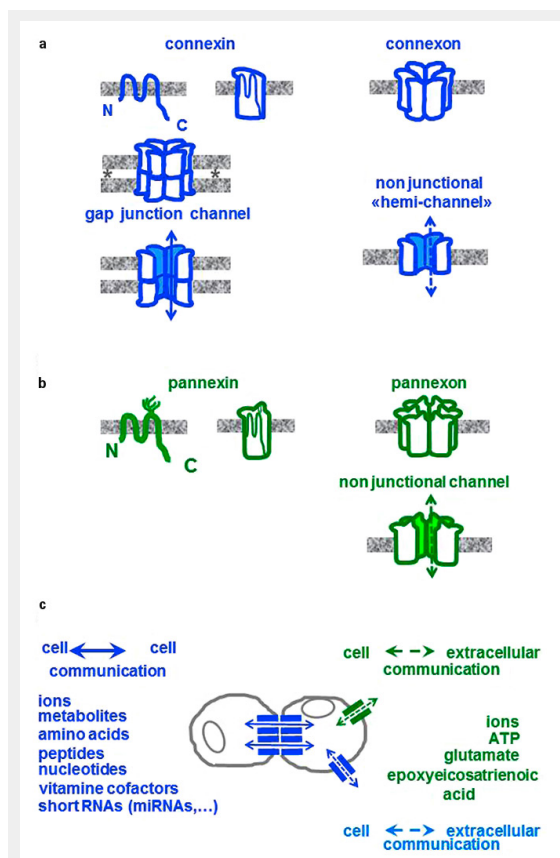 a
connexin
connexon
N
C
*
*
gap junction channel
non junctional
«hemi-channel»
b
pannexin
pannexon
N
C
non junctional channel
c
cell cell
communication
ions
metabolites
amino acids
peptides
nucleotides
vitamine cofactors
short RNAs (miRNAs,...)
cell extracellular
communication
ions
ATP
glutamate
epoxyeicosatrienoic
acid
cell extracellular
communication